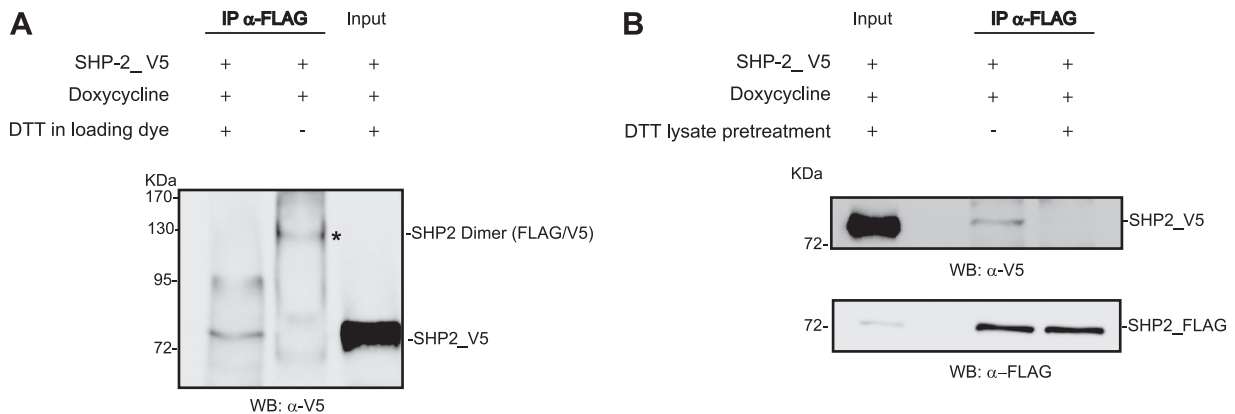 A
IP α-FLAG Input
SHP-2_ V5 + + +
Doxycycline + + +
DTT in loading dye + - +
KDa
170-
130-
95-
72-
*
-SHP2 Dimer (FLAG/V5)
-SHP2_V5
WB: α-V5
B
Input IP α-FLAG
SHP-2_ V5 + + +
Doxycycline + + +
DTT lysate pretreatment + - +
KDa
72-
-SHP2_V5
WB: α-V5
72-
-SHP2_FLAG
WB: α–FLAG